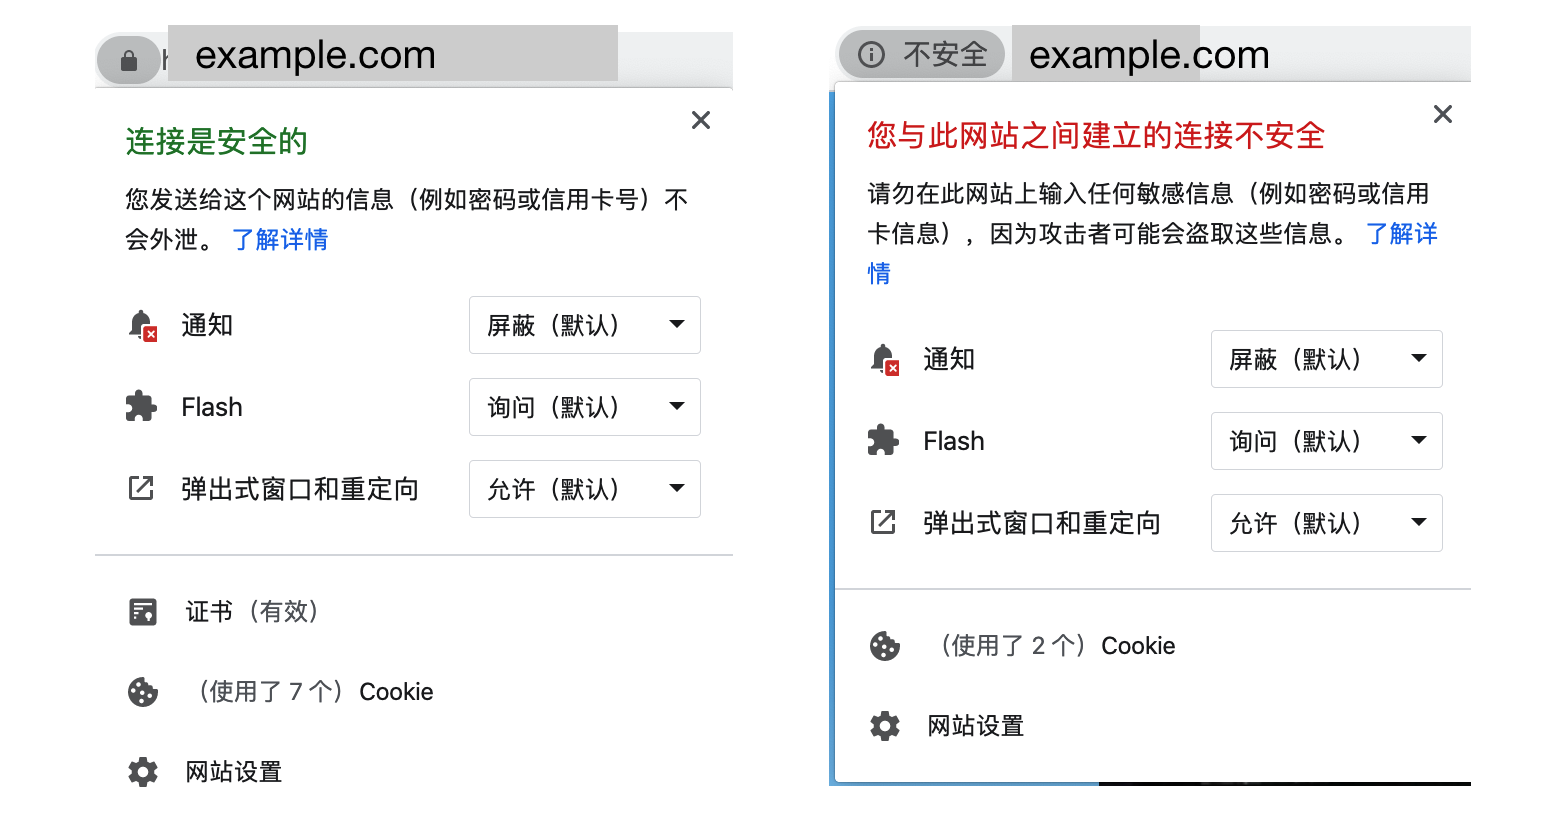 example.com
连接是安全的
您发送给这个网站的信息（例如密码或信用卡号）不
会外泄。 了解详情
通知
屏蔽（默认）
Flash
询问（默认）
弹出式窗口和重定向
允许（默认）
证书（有效）
（使用了 7 个）Cookie
网站设置
不安全
example.com
您与此网站之间建立的连接不安全
请勿在此网站上输入任何敏感信息（例如密码或信用
卡信息），因为攻击者可能会盗取这些信息。 了解详
情
通知
屏蔽（默认）
Flash
询问（默认）
弹出式窗口和重定向
允许（默认）
（使用了 2 个）Cookie
网站设置